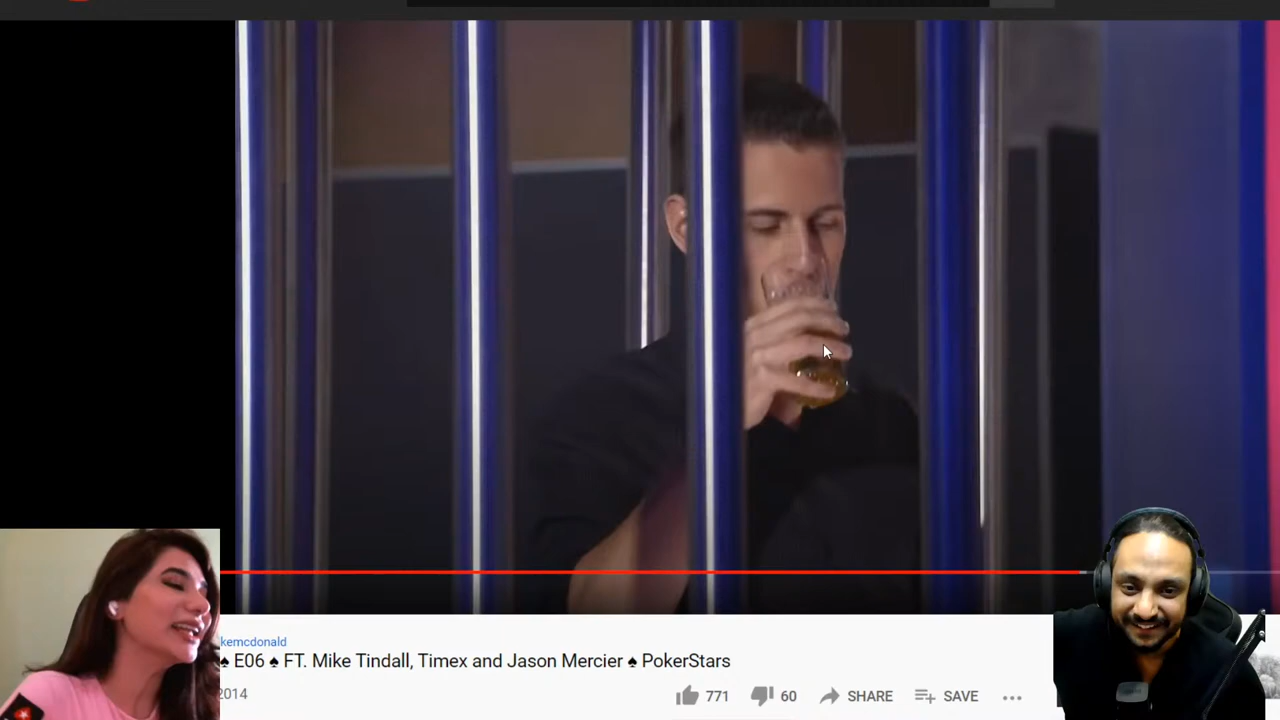 kemcdonald
♠ E06 ♠ FT. Mike Tindall, Timex and Jason Mercier ♠ PokerStars
2014
771
60
SHARE
SAVE